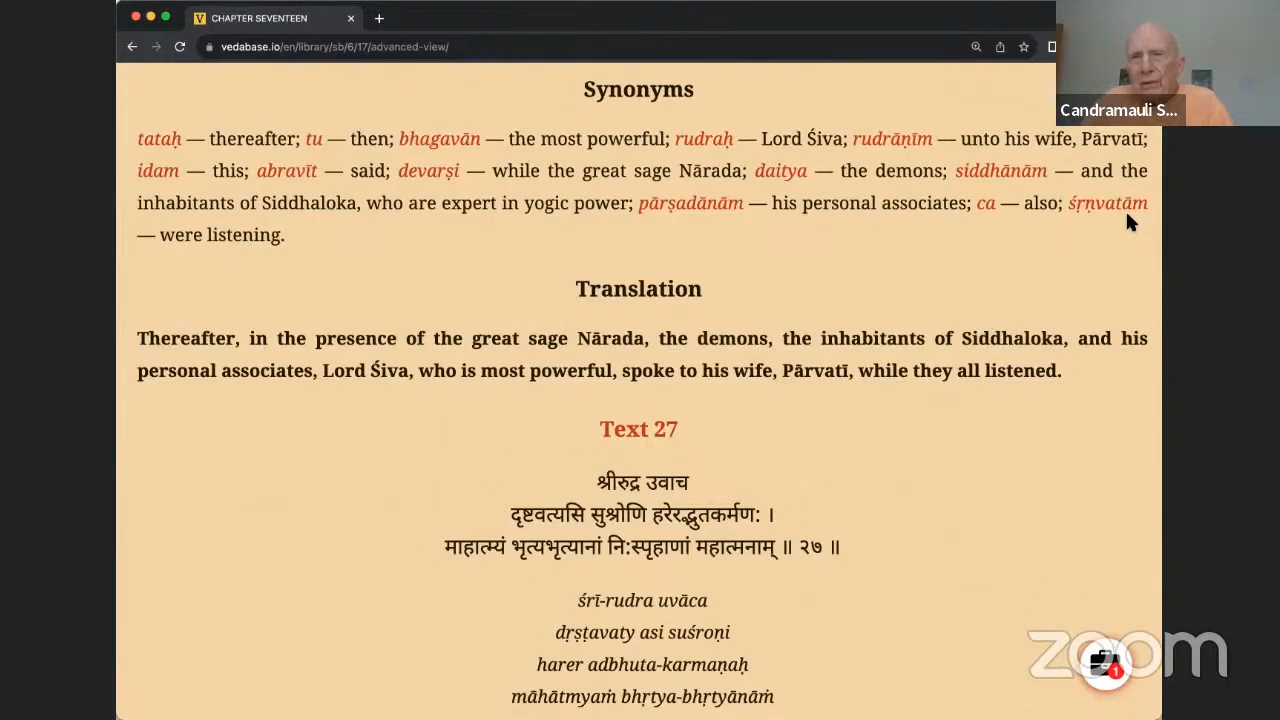 CHAPTER SEVENTEEN
vedabase.io/en/library/sb/6/17/advanced-view/
Candramauli S...
Synonyms
tataḥ — thereafter; tu — then; bhagavān — the most powerful; rudraḥ — Lord Śiva; rudrāṇīm — unto his wife, Pārvatī;
idam — this; abravīt — said; devarṣi — while the great sage Nārada; daitya — the demons; siddhānām — and the
inhabitants of Siddhaloka, who are expert in yogic power; pārṣadānām — his personal associates; ca — also; śṛṇvatām
— were listening.
Translation
Thereafter, in the presence of the great sage Nārada, the demons, the inhabitants of Siddhaloka, and his
personal associates, Lord Śiva, who is most powerful, spoke to his wife, Pārvatī, while they all listened.
Text 27
श्रीरुद्र उवाच
द‍ृष्टवत्यसि सुश्रोणि हरेरद्भ‍ुतकर्मण: ।
माहात्म्यं भृत्यभृत्यानां नि:स्पृहाणां महात्मनाम् ॥ २७ ॥
śrī-rudra uvāca
dṛṣṭavaty asi suśroṇi
harer adbhuta-karmaṇaḥ
māhātmyaṁ bhṛtya-bhṛtyānāṁ
zoom
1